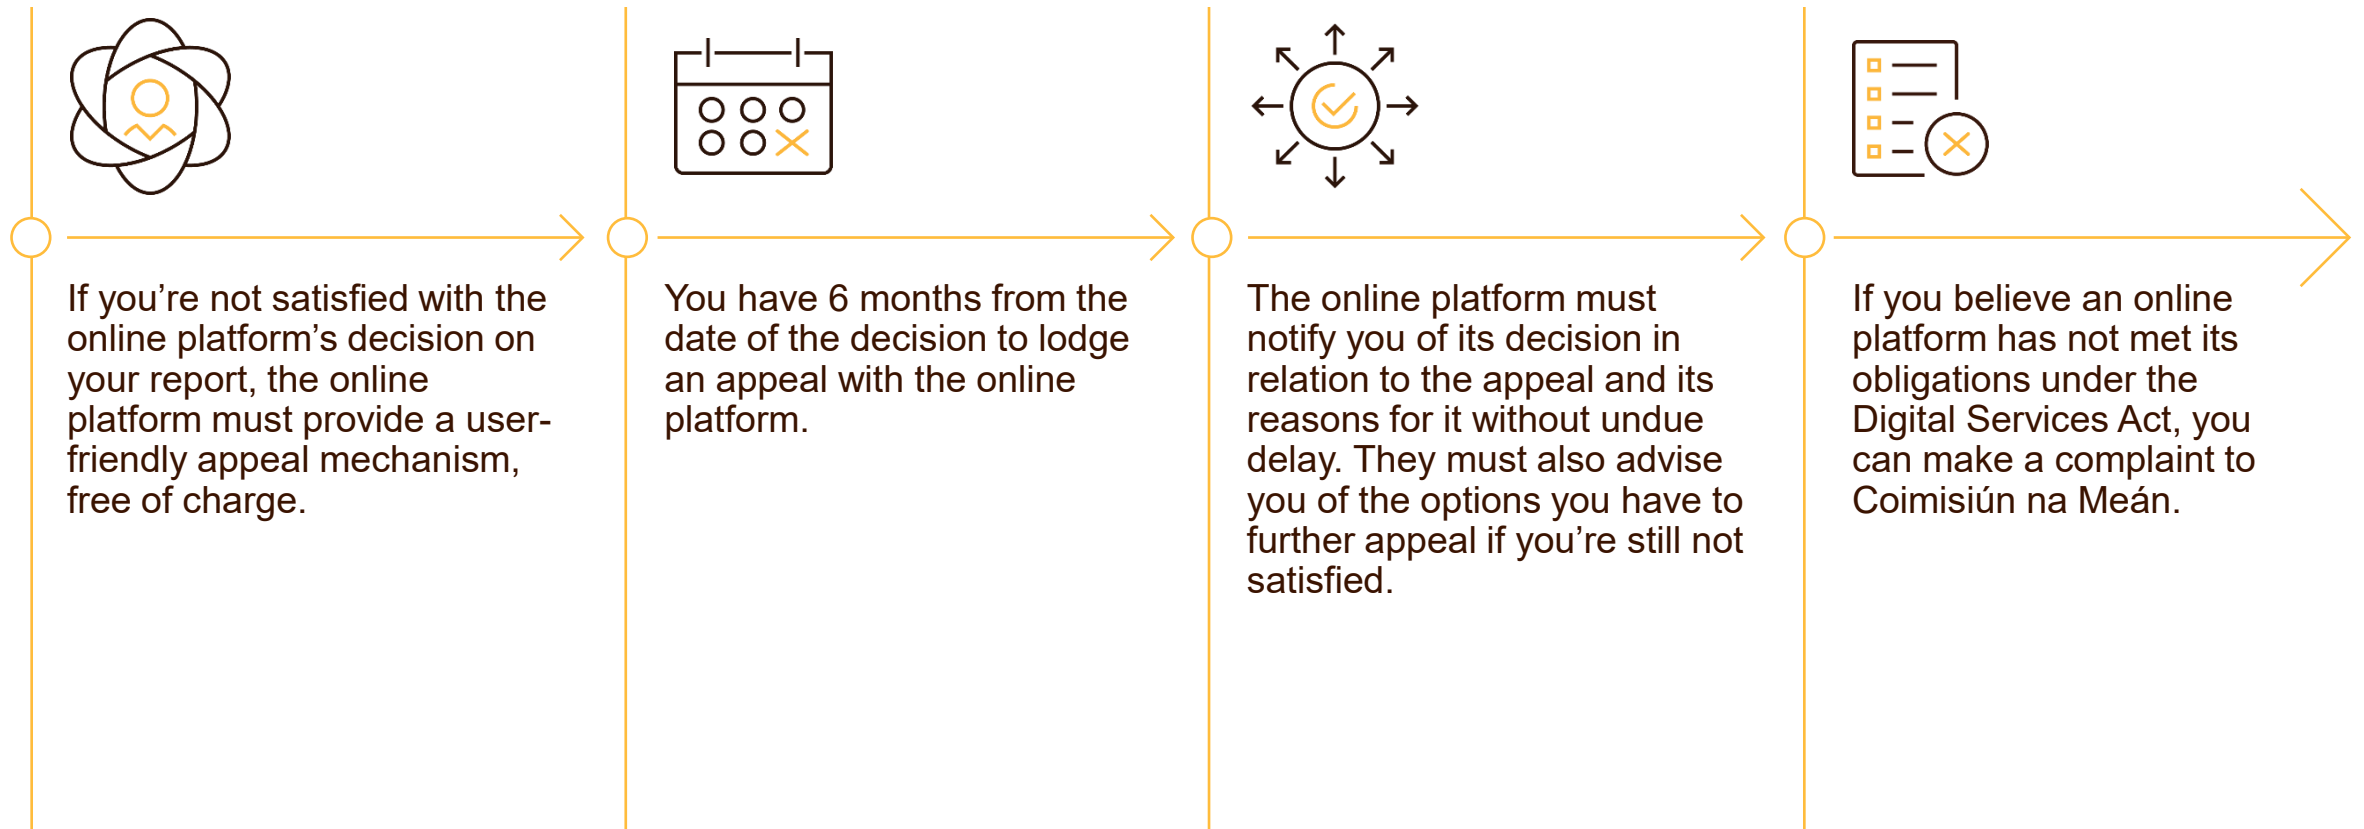 If you’re not satisfied with the
online platform’s decision on
your report, the online
platform must provide a user-
friendly appeal mechanism,
free of charge.
You have 6 months from the
date of the decision to lodge
an appeal with the online
platform.
The online platform must
notify you of its decision in
relation to the appeal and its
reasons for it without undue
delay. They must also advise
you of the options you have to
further appeal if you’re still not
satisfied.
If you believe an online
platform has not met its
obligations under the
Digital Services Act, you
can make a complaint to
Coimisiún na Meán.